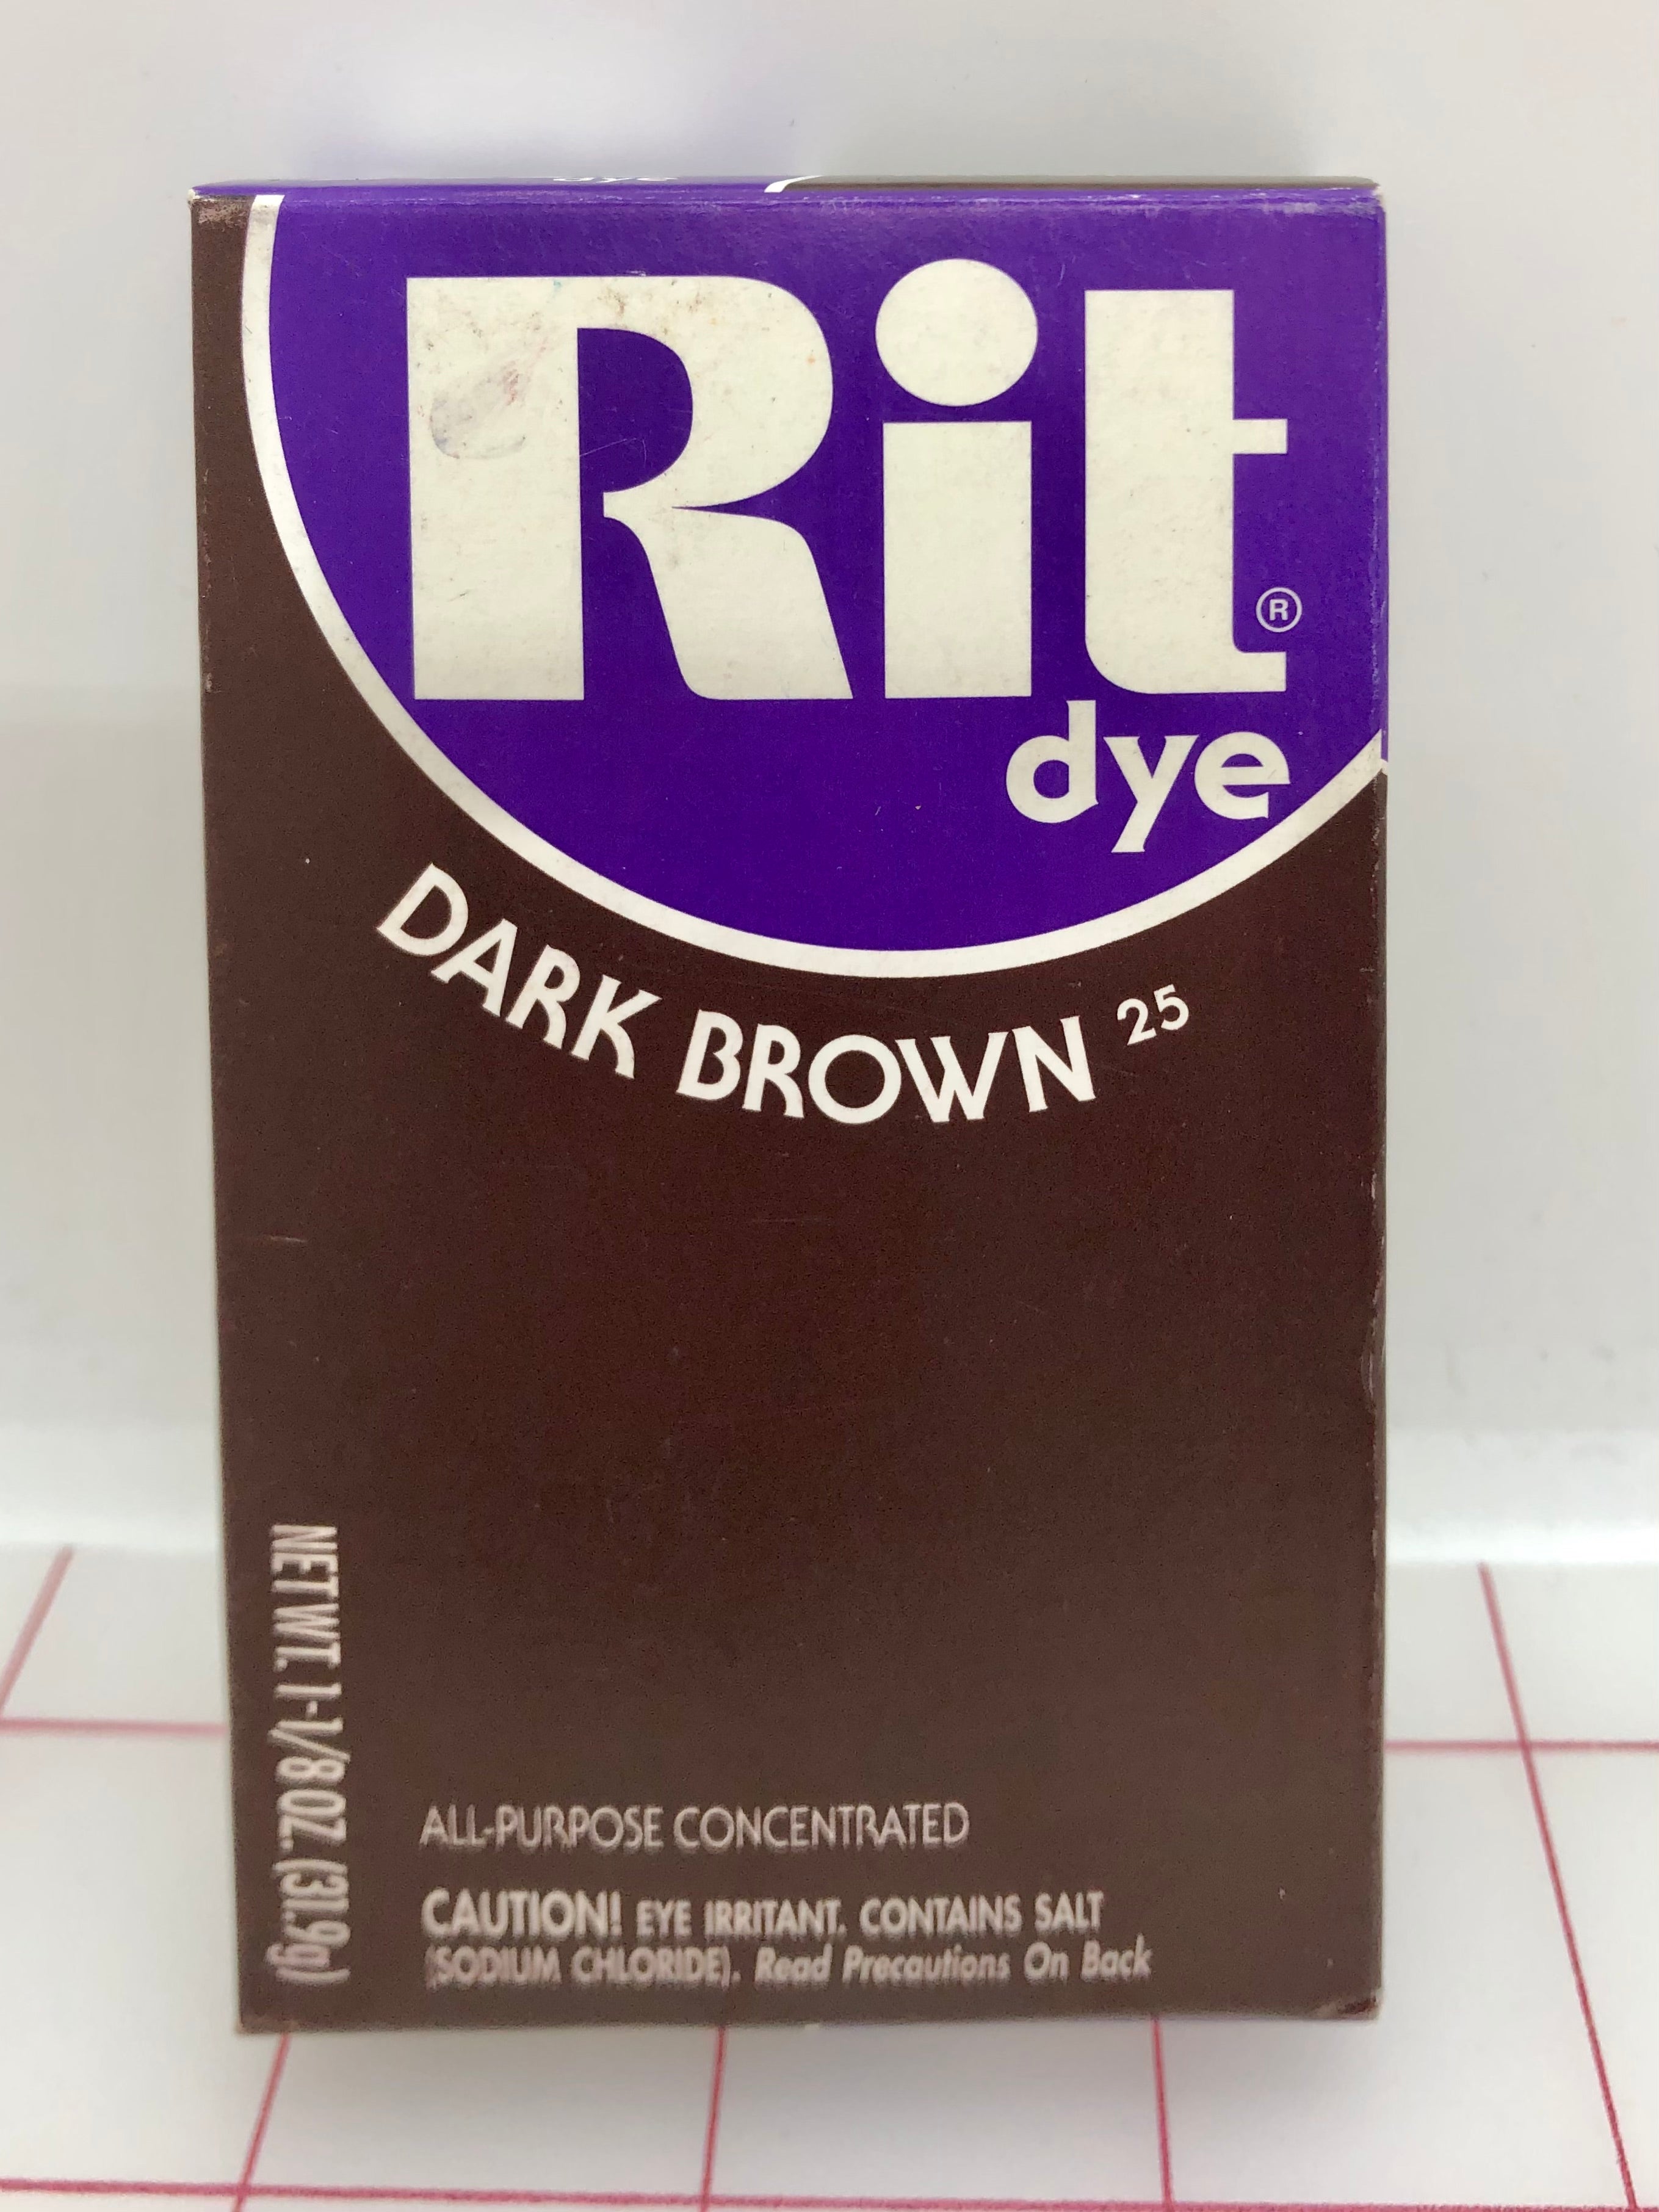 Rit®
dye
DARK BROWN 25
NET WT. 1-1/8 OZ. (31.9g)
ALL-PURPOSE CONCENTRATED
CAUTION! EYE IRRITANT. CONTAINS SALT
(SODIUM CHLORIDE). Read Precautions On Back